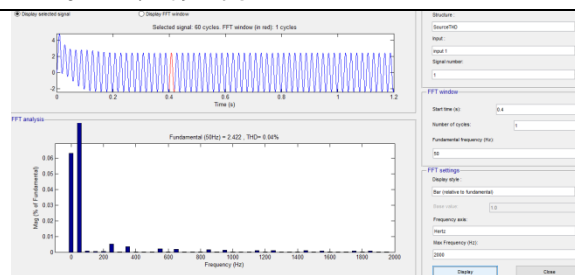 Display selected signal
Display FFT window
Selected signal: 60 cycles. FFT window (in red): 1 cycles
4
2
0
-2
0
0.2
0.4
0.6
0.8
1
1.2
Time (s)
FFT analysis
Fundamental (50Hz) = 2.422 , THD= 0.04%
Mag (% of Fundamental)
0.06
0.05
0.04
0.03
0.02
0.01
0
0
200
400
600
800
1000
1200
1400
1600
1800
2000
Frequency (Hz)
Structure :
SourceTHD
Input :
input 1
Signal number:
1
FFT window
Start time (s):
0.4
Number of cycles:
1
Fundamental frequency (Hz):
50
FFT settings
Display style :
Bar (relative to fundamental)
Base value:
1.0
Frequency axis:
Hertz
Max Frequency (Hz):
2000
Display
Close